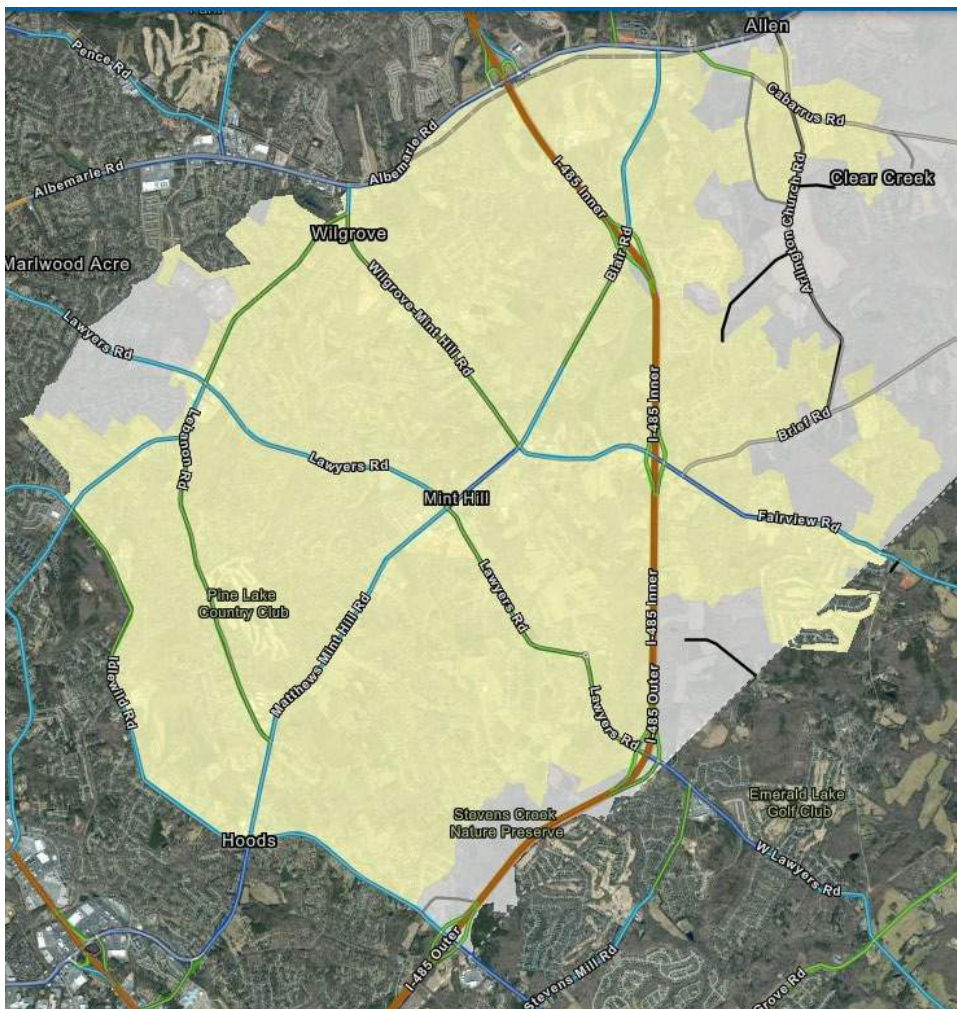 Allen
Pence Rd
Cabarrus Rd
Albemarle Rd
Albemarle Rd
I-485 Inner
Arlington Church Rd
Clear Creek
Wilgrove
Blair Rd
Marlwood Acre
Wilgrove-Mint Hill Rd
Lawyers Rd
I-485 Inner
Lebanon Rd
Brief Rd
Lawyers Rd
Mint Hill
Fairview Rd
Pine Lake
Country Club
Lawyers Rd
I-485 Inner
Matthews Mint Hill Rd
Idlewild Rd
I-485 Outer
Lawyers Rd
Emerald Lake
Golf Club
Stevens Creek
Nature Preserve
Hoods
W Lawyers Rd
I-485 Outer
Stevens Mill Rd
Grove Rd